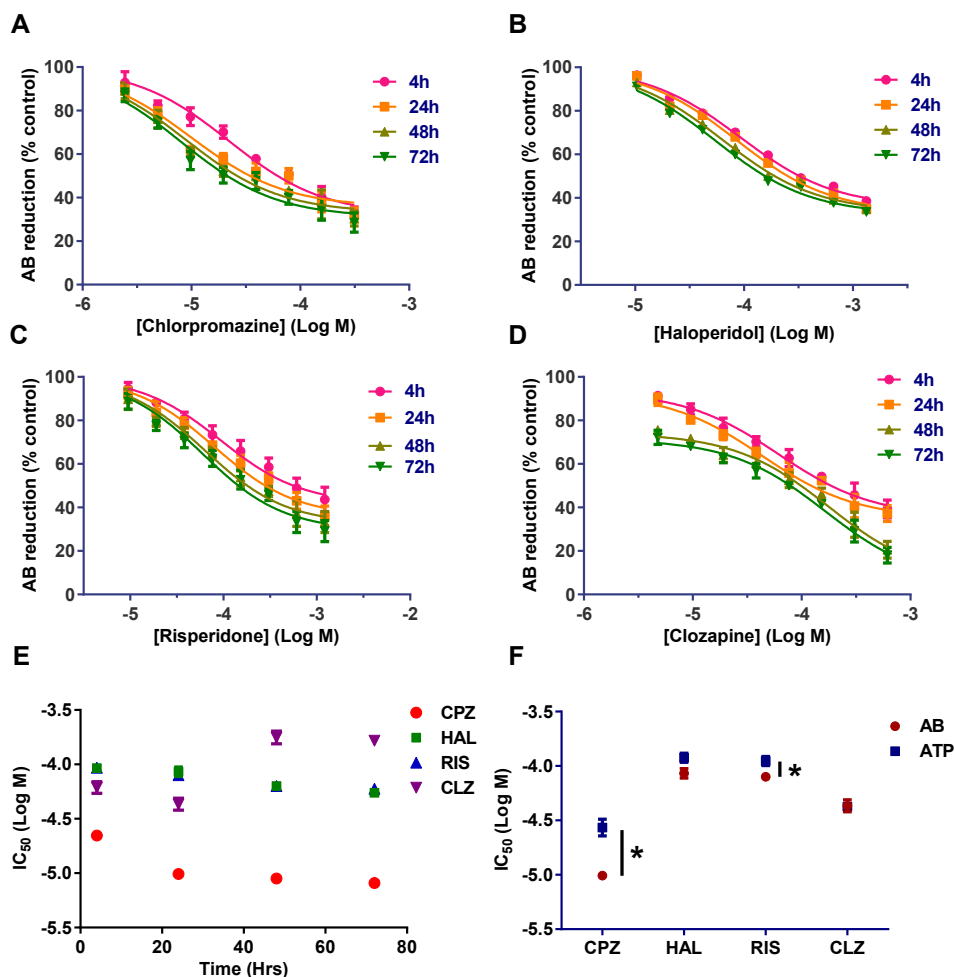 A
AB reduction (% control)
100
80
60
40
20
0
-6
-5
-4
-3
[Chlorpromazine] (Log M)
4h
24h
48h
72h
B
AB reduction (% control)
100
80
60
40
20
0
-5
-4
-3
[Haloperidol] (Log M)
4h
24h
48h
72h
C
AB reduction (% control)
100
80
60
40
20
0
-5
-4
-3
-2
[Risperidone] (Log M)
4h
24h
48h
72h
D
AB reduction (% control)
100
80
60
40
20
0
-6
-5
-4
-3
[Clozapine] (Log M)
4h
24h
48h
72h
E
IC50 (Log M)
-3.5
-4.0
-4.5
-5.0
-5.5
0
20
40
60
80
Time (Hrs)
CPZ
HAL
RIS
CLZ
F
IC50 (Log M)
-3.5
-4.0
-4.5
-5.0
-5.5
CPZ
HAL
RIS
CLZ
AB
ATP
*
*